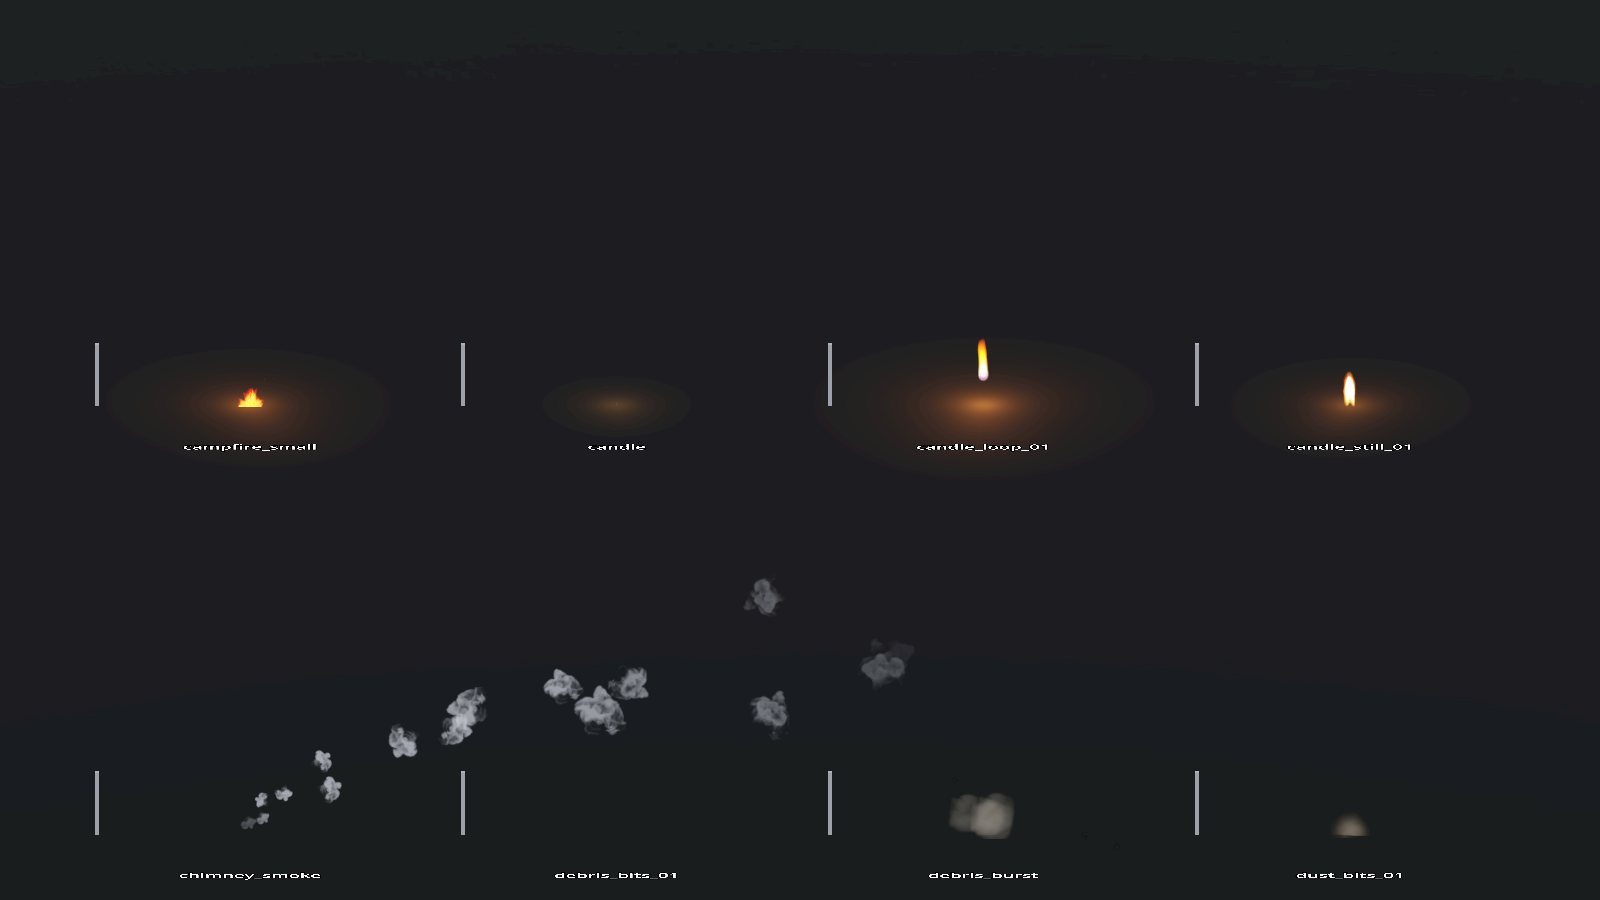 campfire_small
candle
candle_loop_01
candle_still_01
chimney_smoke
debris_bits_01
debris_burst
dust_bits_01